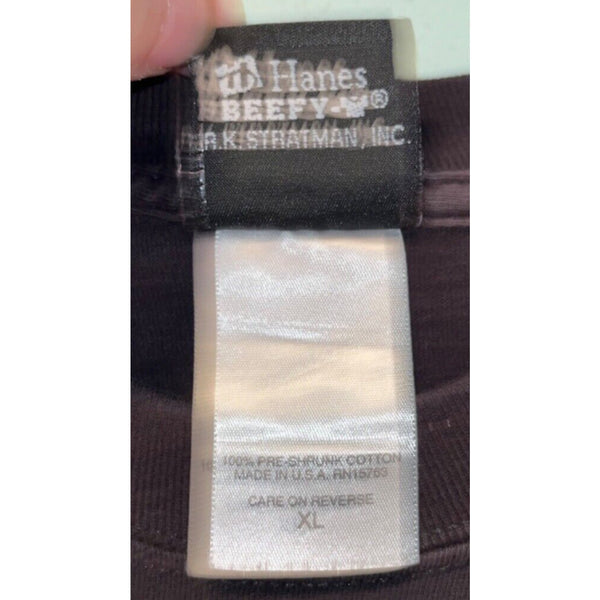 Hanes
BEEFY-T®
R.K. STRATMAN, INC.
100% PRE-SHRUNK COTTON
MADE IN U.S.A. RN15763
CARE ON REVERSE
XL